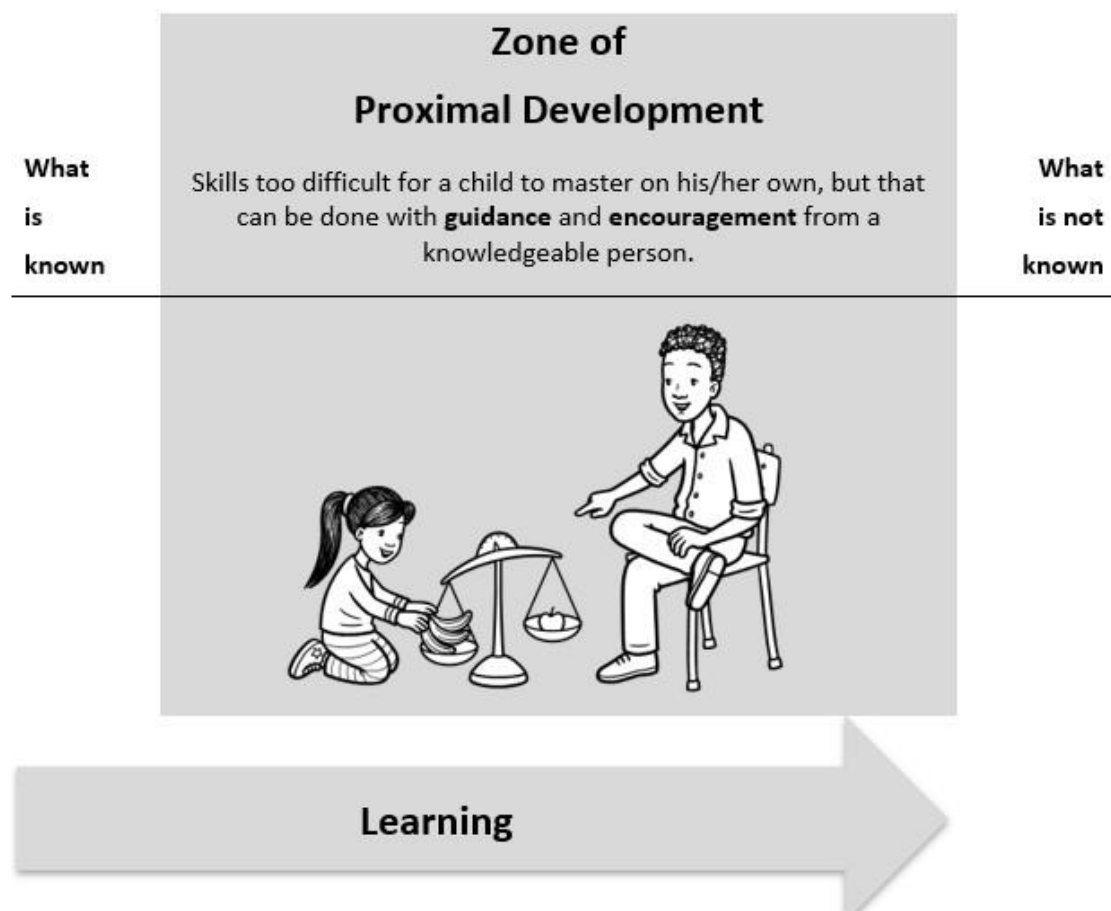 Zone of
Proximal Development
What
is
known
Skills too difficult for a child to master on his/her own, but that
can be done with guidance and encouragement from a
knowledgeable person.
What
is not
known
Learning